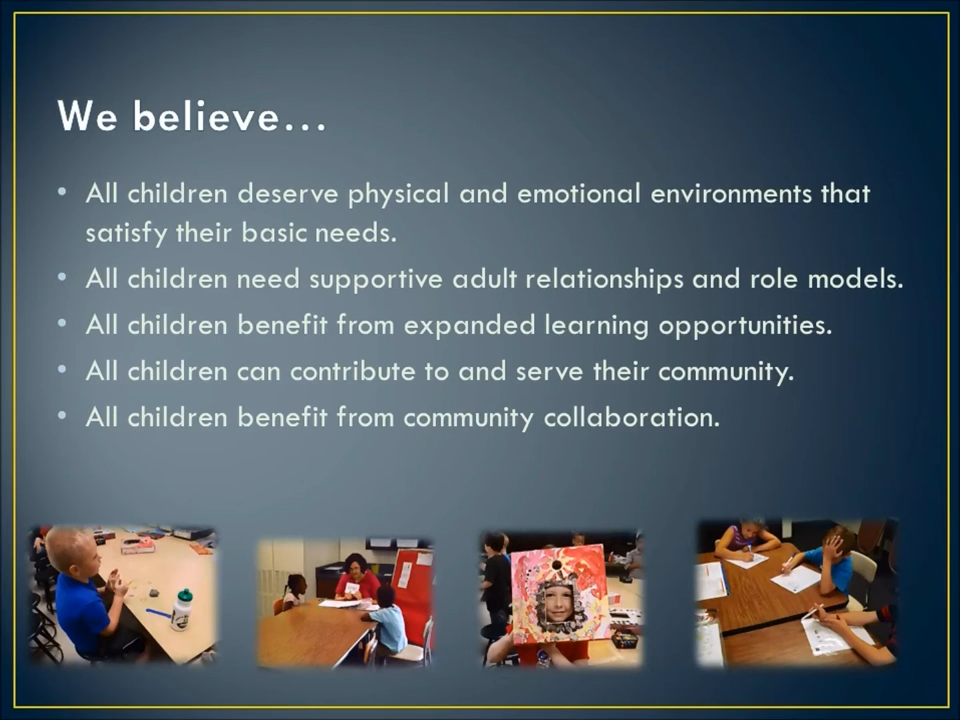 We believe…
• All children deserve physical and emotional environments that
satisfy their basic needs.
• All children need supportive adult relationships and role models.
• All children benefit from expanded learning opportunities.
• All children can contribute to and serve their community.
• All children benefit from community collaboration.